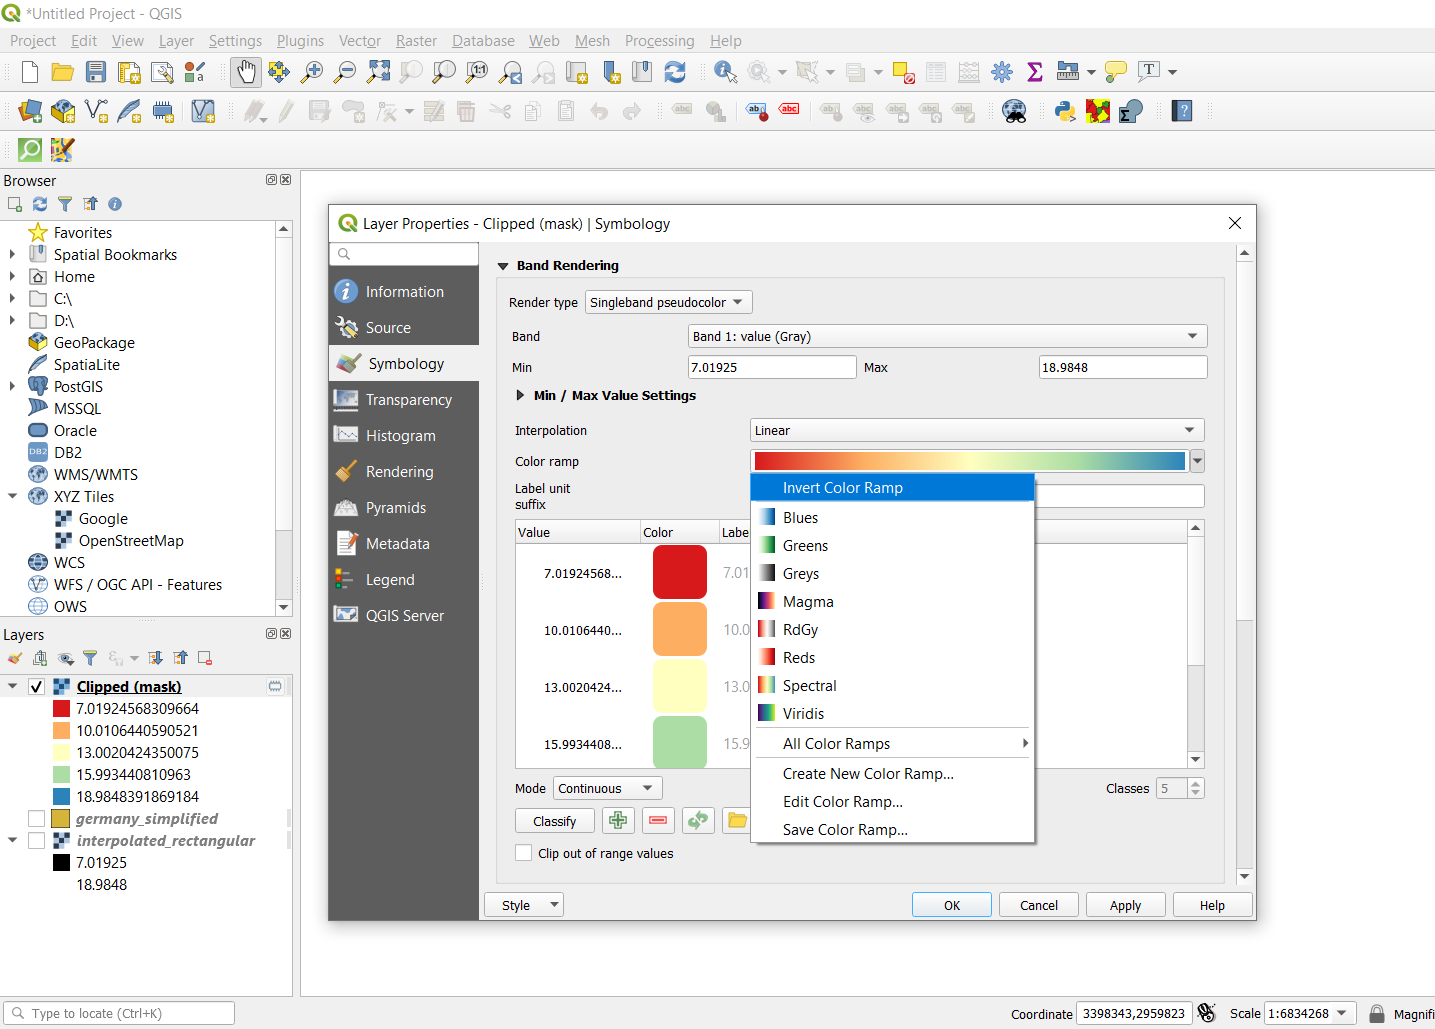 *Untitled Project - QGIS
Project Edit View Layer Settings Plugins Vector Raster Database Web Mesh Processing Help
Browser
Favorites
Spatial Bookmarks
Home
C:\
D:\
GeoPackage
SpatiaLite
PostGIS
MSSQL
Oracle
DB2
WMS/WMTS
XYZ Tiles
Google
OpenStreetMap
WCS
WFS / OGC API - Features
OWS
Layers
Clipped (mask)
7.01924568309664
10.0106440590521
13.0020424350075
15.993440810963
18.9848391869184
germany_simplified
interpolated_rectangular
7.01925
18.9848
Layer Properties - Clipped (mask) | Symbology
Information
Source
Symbology
Transparency
Histogram
Rendering
Pyramids
Metadata
Legend
QGIS Server
Band Rendering
Render type Singleband pseudocolor
Band Band 1: value (Gray)
Min 7.01925 Max 18.9848
Min / Max Value Settings
Interpolation Linear
Color ramp
Label unit
suffix
Value Color Labe
7.01924568... 7.01
10.0106440... 10.0
13.0020424... 13.0
15.9934408... 15.9
Invert Color Ramp
Blues
Greens
Greys
Magma
RdGy
Reds
Spectral
Viridis
All Color Ramps
Create New Color Ramp...
Edit Color Ramp...
Save Color Ramp...
Mode Continuous Classes 5
Classify
Clip out of range values
Style OK Cancel Apply Help
Type to locate (Ctrl+K) Coordinate 3398343,2959823 Scale 1:6834268 Magnifi